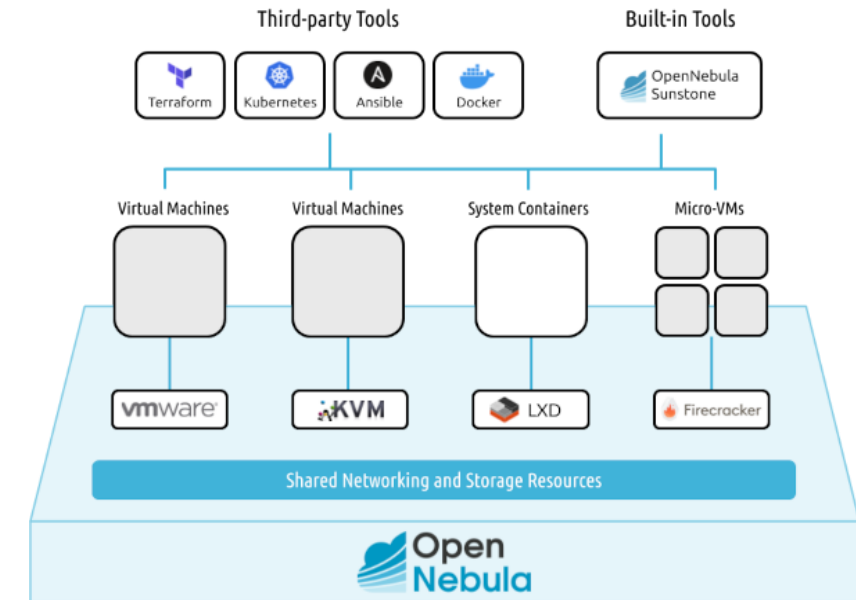 Third-party Tools
Built-in Tools
Terraform
Kubernetes
Ansible
Docker
OpenNebula
Sunstone
Virtual Machines
Virtual Machines
System Containers
Micro-VMs
vmware
KVM
LXD
Firecracker
Shared Networking and Storage Resources
Open
Nebula